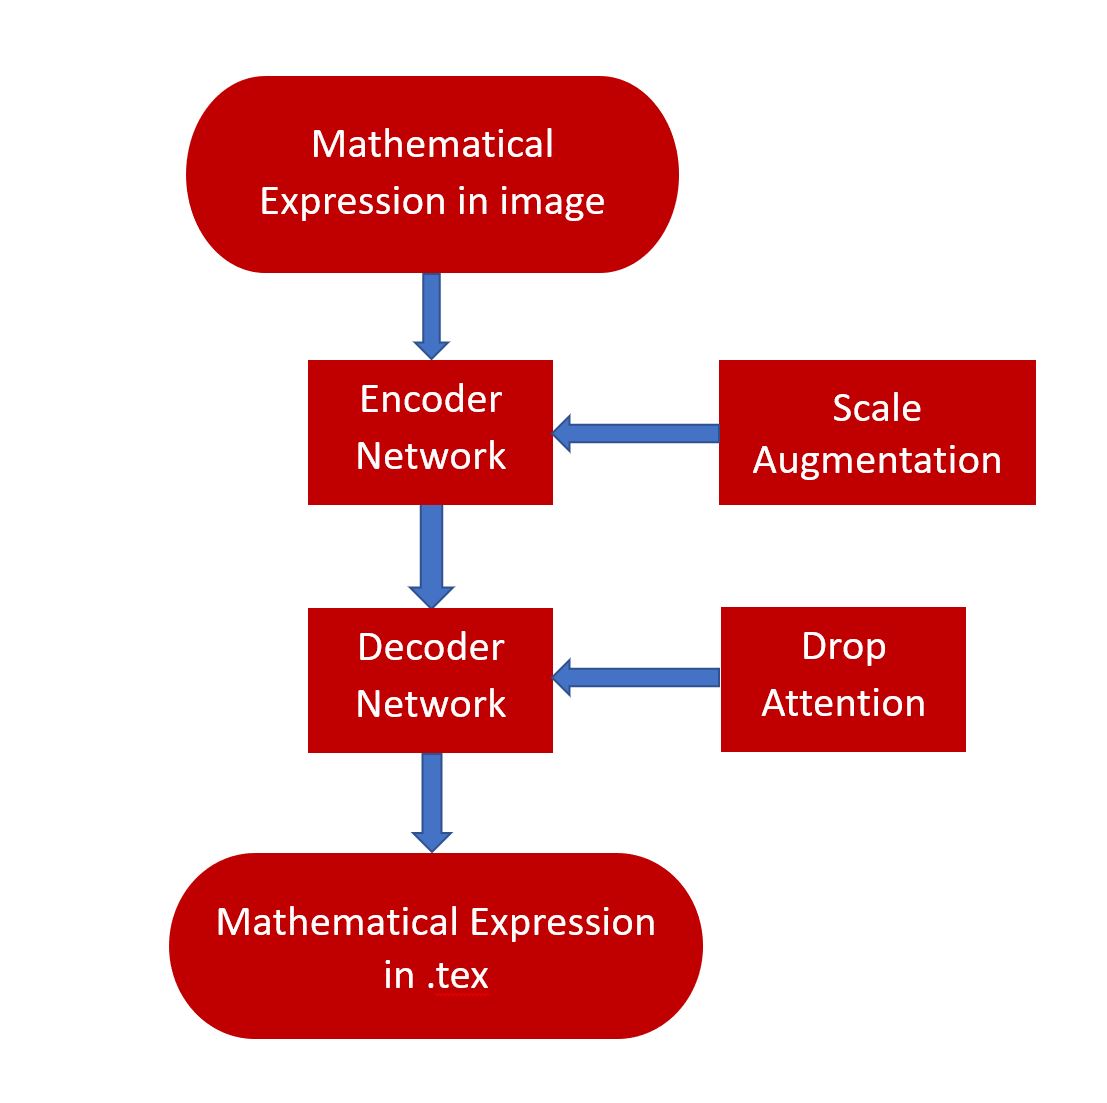 Mathematical
Expression in image
Encoder
Network
Scale
Augmentation
Decoder
Network
Drop
Attention
Mathematical Expression
in .tex